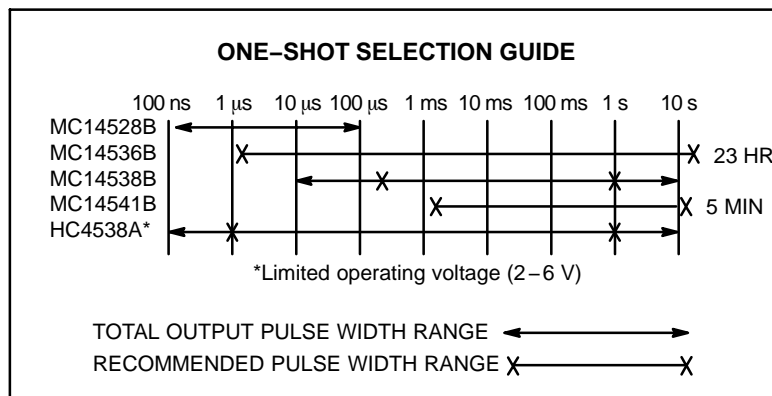 ONE−SHOT SELECTION GUIDE
100 ns 1 μs 10 μs 100 μs 1 ms 10 ms 100 ms 1 s 10 s
MC14528B
MC14536B 23 HR
MC14538B
MC14541B 5 MIN
HC4538A*
*Limited operating voltage (2−6 V)
TOTAL OUTPUT PULSE WIDTH RANGE
RECOMMENDED PULSE WIDTH RANGE